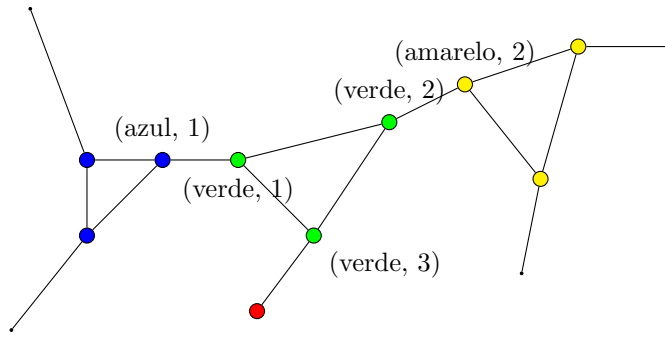 (amarelo, 2)
(verde, 2)
(azul, 1)
(verde, 1)
(verde, 3)